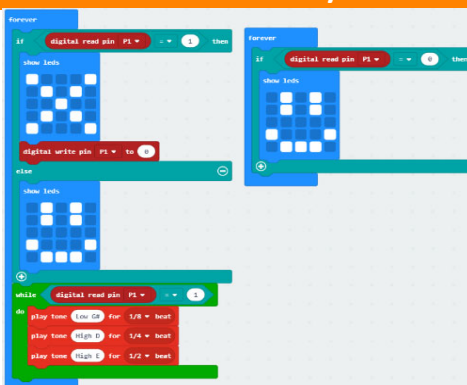 forever
if digital read pin P1 = 1 then
show leds
digital write pin P1 to 0
else
show leds
while digital read pin P1 = 1
do play tone Low G# for 1/8 beat
play tone High D for 1/4 beat
play tone High E for 1/2 beat
forever
if digital read pin P1 = 0 then
show leds